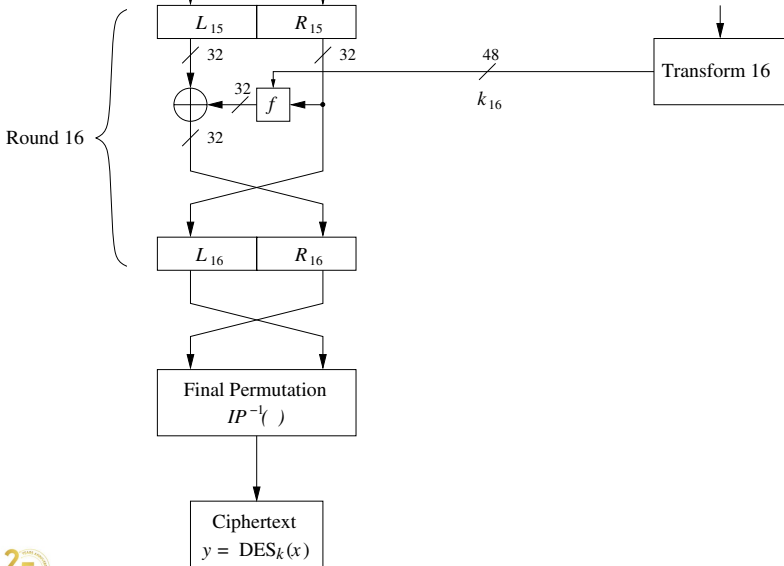 L₁₅ R₁₅
32 32 48
Transform 16
32 f k₁₆
Round 16
32
L₁₆ R₁₆
Final Permutation
IP⁻¹( )
Ciphertext
y = DESₖ(x)